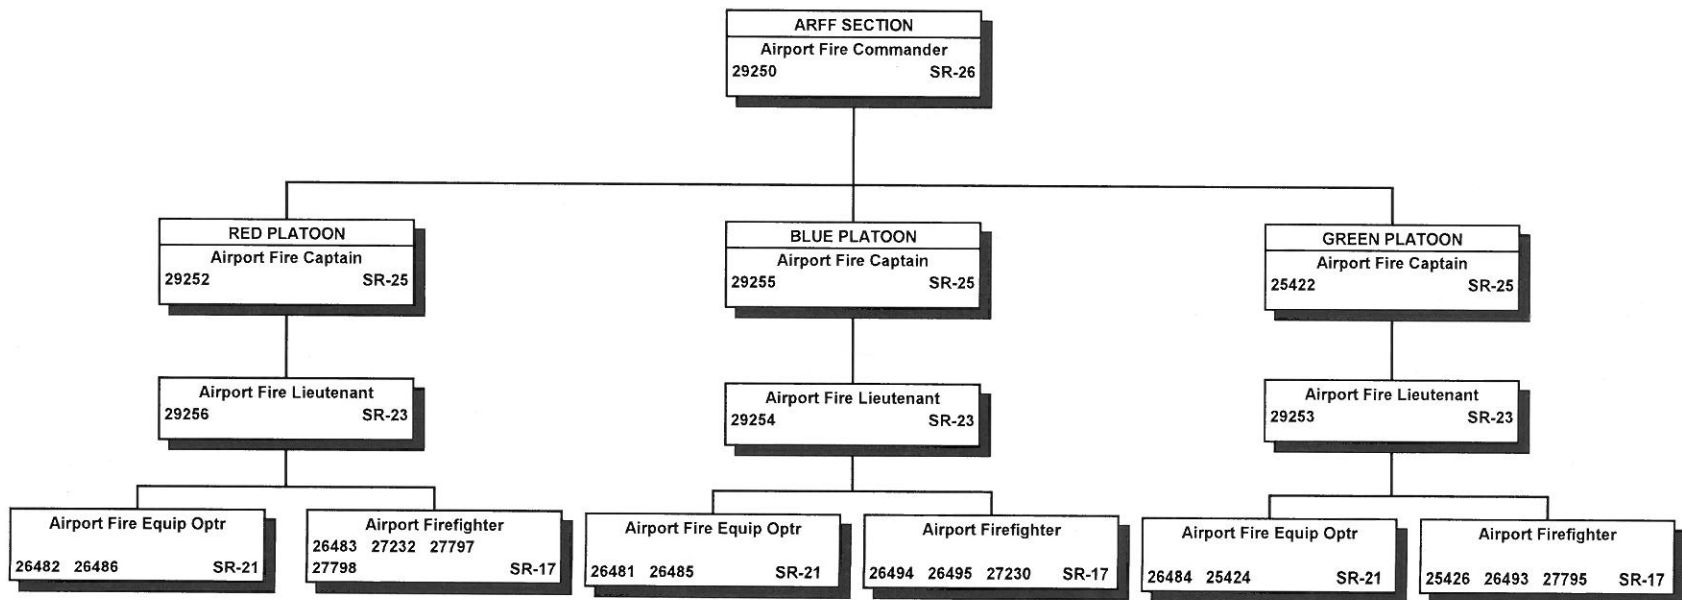 ARFF SECTION
Airport Fire Commander
29250 SR-26
RED PLATOON
Airport Fire Captain
29252 SR-25
BLUE PLATOON
Airport Fire Captain
29255 SR-25
GREEN PLATOON
Airport Fire Captain
25422 SR-25
Airport Fire Lieutenant
29256 SR-23
Airport Fire Lieutenant
29254 SR-23
Airport Fire Lieutenant
29253 SR-23
Airport Fire Equip Optr
26482 26486 SR-21
Airport Firefighter
26483 27232 27797
27798 SR-17
Airport Fire Equip Optr
26481 26485 SR-21
Airport Firefighter
26494 26495 27230 SR-17
Airport Fire Equip Optr
26484 25424 SR-21
Airport Firefighter
25426 26493 27795 SR-17